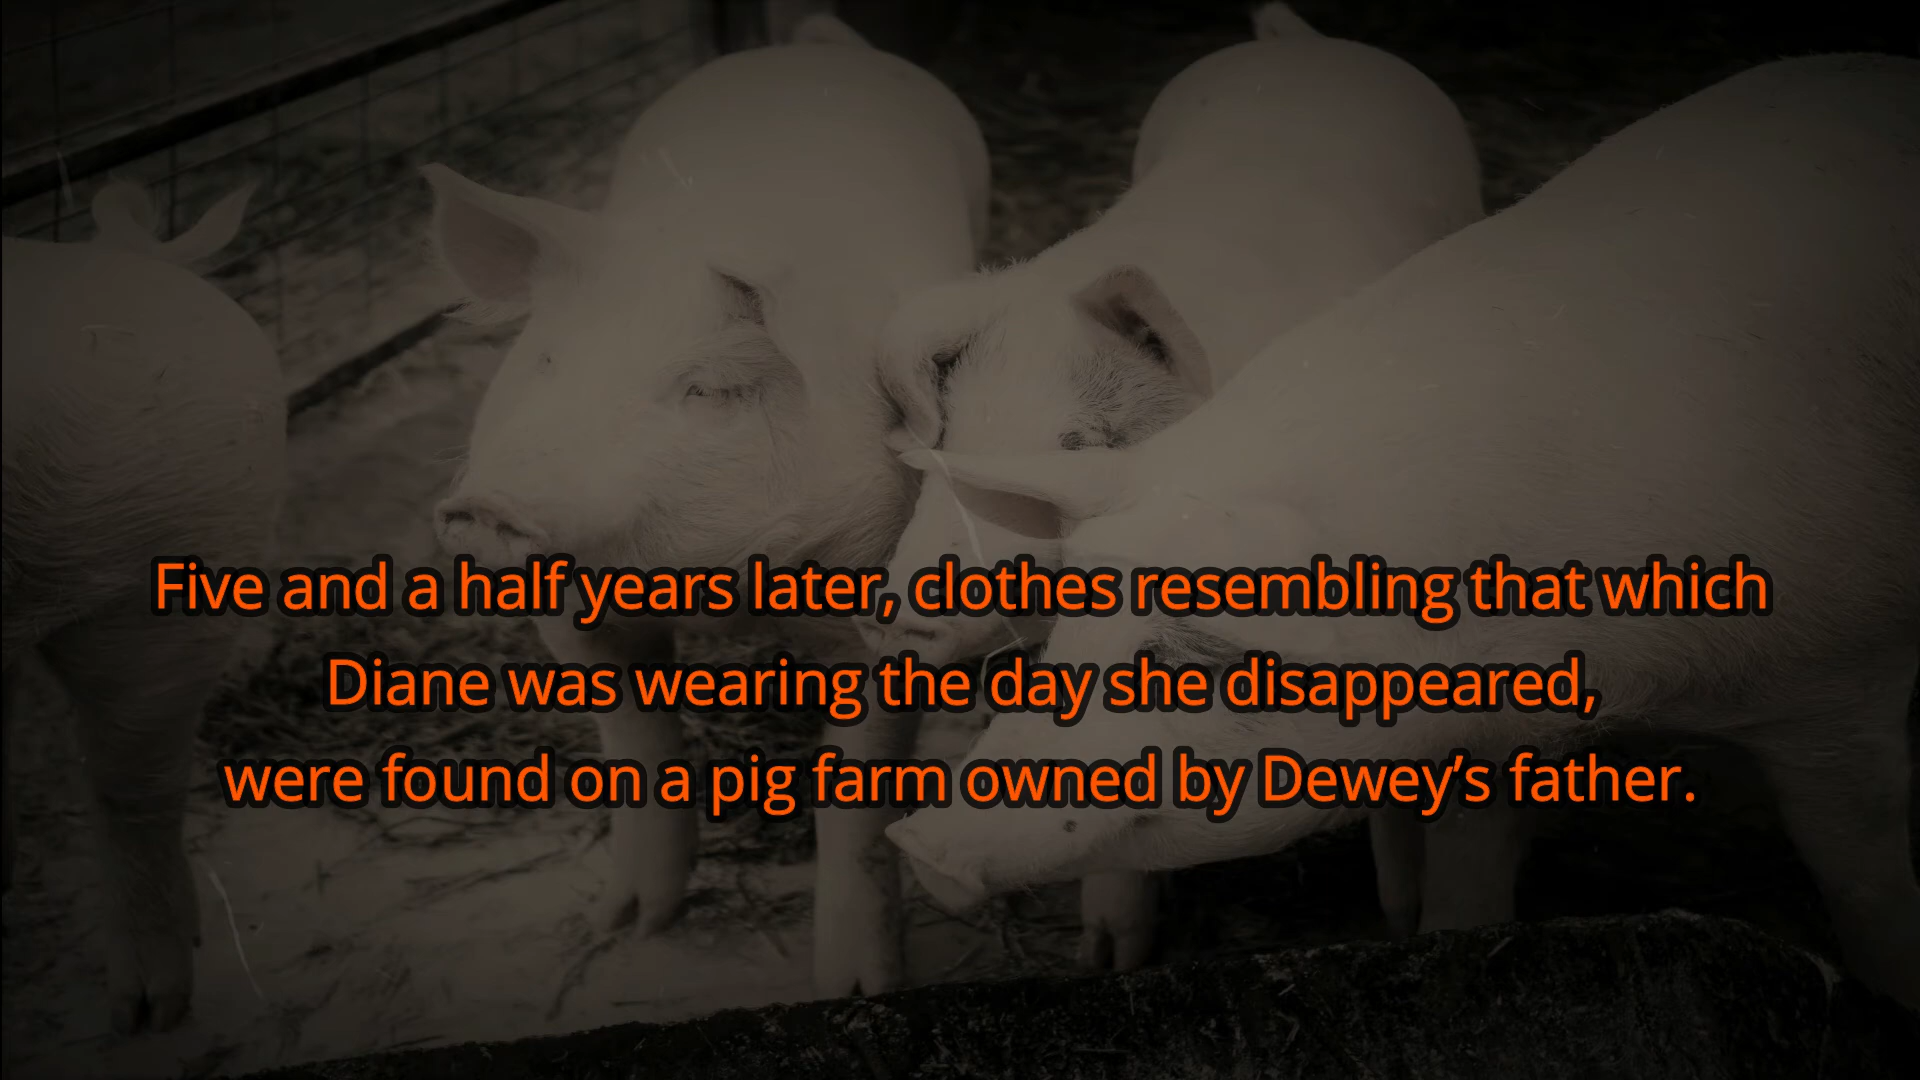 Five and a half years later, clothes resembling that which
Diane was wearing the day she disappeared,
were found on a pig farm owned by Dewey’s father.